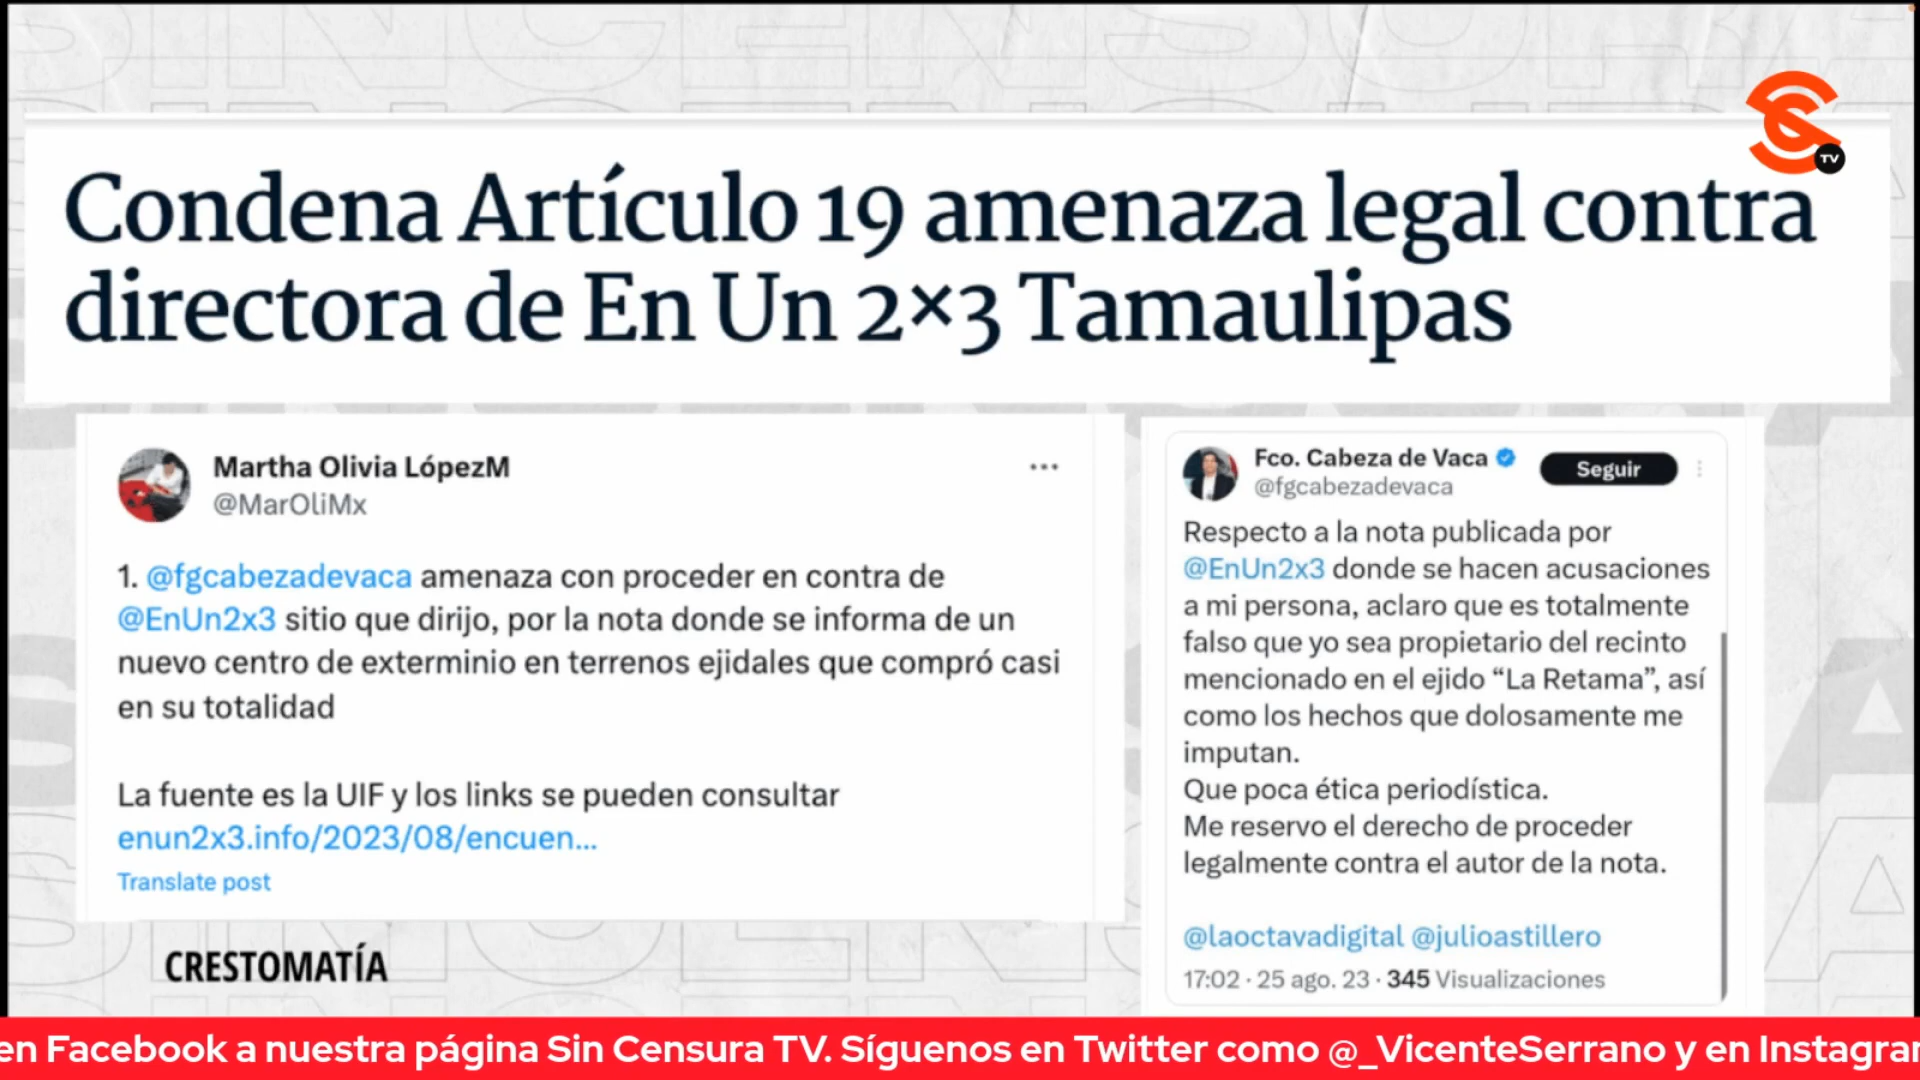 TV
Condena Artículo 19 amenaza legal contra
directora de En Un 2×3 Tamaulipas
Martha Olivia LópezM
@MarOliMx
1. @fgcabezadevaca amenaza con proceder en contra de
@EnUn2x3 sitio que dirijo, por la nota donde se informa de un
nuevo centro de exterminio en terrenos ejidales que compró casi
en su totalidad
La fuente es la UIF y los links se pueden consultar
enun2x3.info/2023/08/encuen...
Translate post
Fco. Cabeza de Vaca
Seguir
@fgcabezadevaca
Respecto a la nota publicada por
@EnUn2x3 donde se hacen acusaciones
a mi persona, aclaro que es totalmente
falso que yo sea propietario del recinto
mencionado en el ejido “La Retama”, así
como los hechos que dolosamente me
imputan.
Que poca ética periodística.
Me reservo el derecho de proceder
legalmente contra el autor de la nota.
@laoctavadigital @julioastillero
17:02 · 25 ago. 23 · 345 Visualizaciones
CRESTOMATÍA
en Facebook a nuestra página Sin Censura TV. Síguenos en Twitter como @_VicenteSerrano y en Instagra